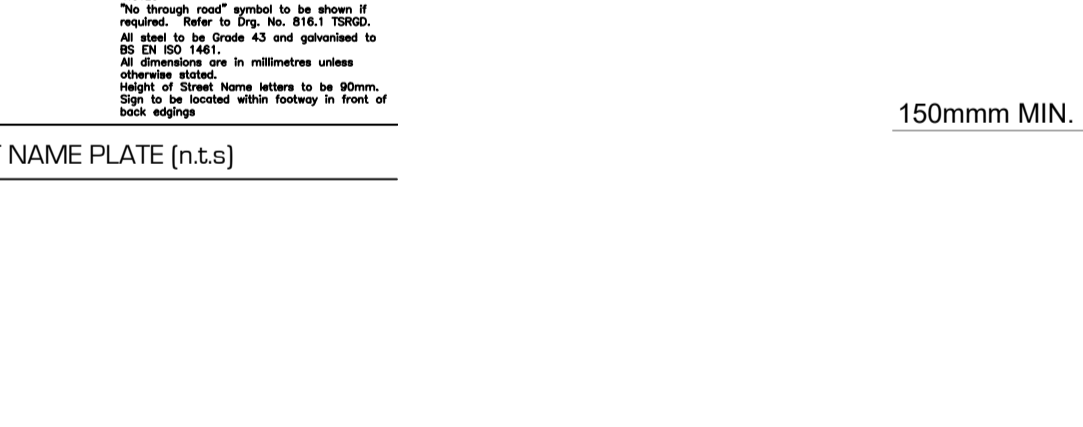 "No through road" symbol to be shown if
required. Refer to Drg. No. 816.1 TSRGD.
All steel to be Grade 43 and galvanised to
BS EN ISO 1461.
All dimensions are in millimetres unless
otherwise stated.
Height of Street Name letters to be 90mm.
Sign to be located within footway in front of
back edgings
NAME PLATE (n.t.s)
150mmm MIN.